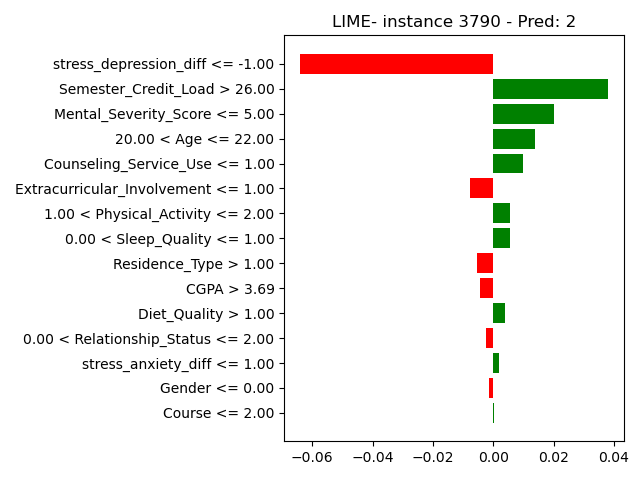 LIME- instance 3790 - Pred: 2
stress_depression_diff <= -1.00
Semester_Credit_Load > 26.00
Mental_Severity_Score <= 5.00
20.00 < Age <= 22.00
Counseling_Service_Use <= 1.00
Extracurricular_Involvement <= 1.00
1.00 < Physical_Activity <= 2.00
0.00 < Sleep_Quality <= 1.00
Residence_Type > 1.00
CGPA > 3.69
Diet_Quality > 1.00
0.00 < Relationship_Status <= 2.00
stress_anxiety_diff <= 1.00
Gender <= 0.00
Course <= 2.00
−0.06 −0.04 −0.02 0.00 0.02 0.04